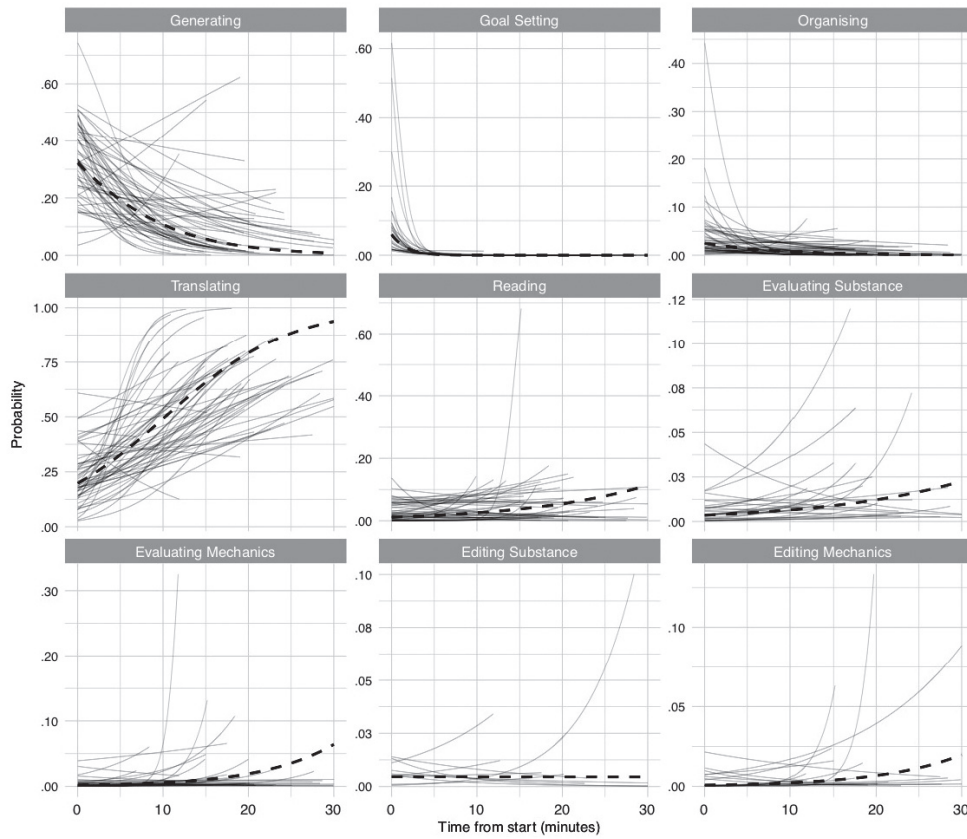 Generating
Goal Setting
Organising
.60
.40
.20
.00
.60
.40
.20
.00
.40
.30
.20
.10
.00
Translating
Reading
Evaluating Substance
1.00
.75
.50
.25
.00
.60
.40
.20
.00
.12
.10
.08
.05
.03
.00
Probability
Evaluating Mechanics
Editing Substance
Editing Mechanics
.30
.20
.10
.00
.10
.08
.05
.03
.00
.10
.05
.00
0 10 20 30
0 10 20 30
0 10 20 30
Time from start (minutes)